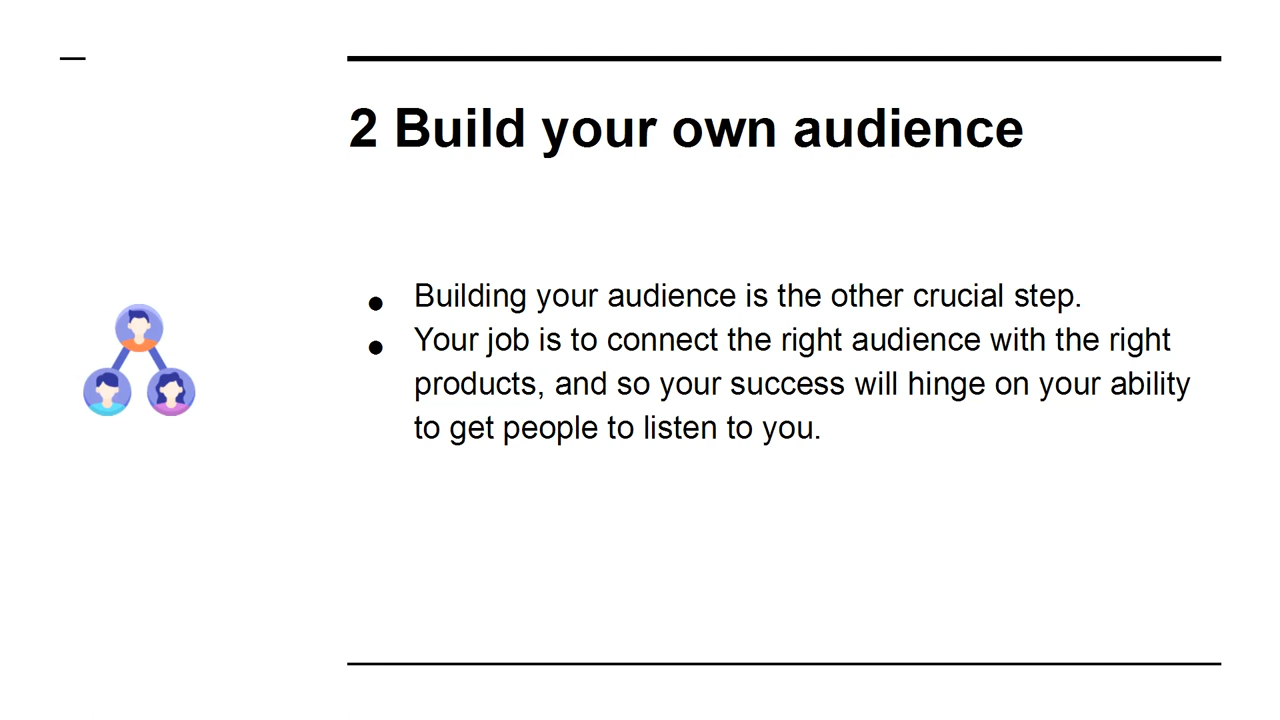 2 Build your own audience
● Building your audience is the other crucial step.
● Your job is to connect the right audience with the right
products, and so your success will hinge on your ability
to get people to listen to you.